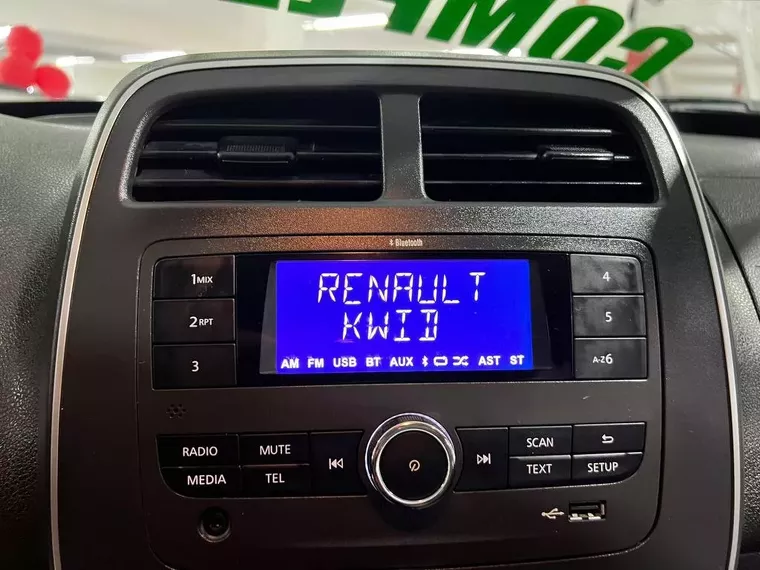 COMPR
Bluetooth
1MIX
RENAULT
4
2RPT
KWID
5
3
AM FM USB BT AUX AST ST
A-Z6
RADIO MUTE SCAN
MEDIA TEL TEXT SETUP